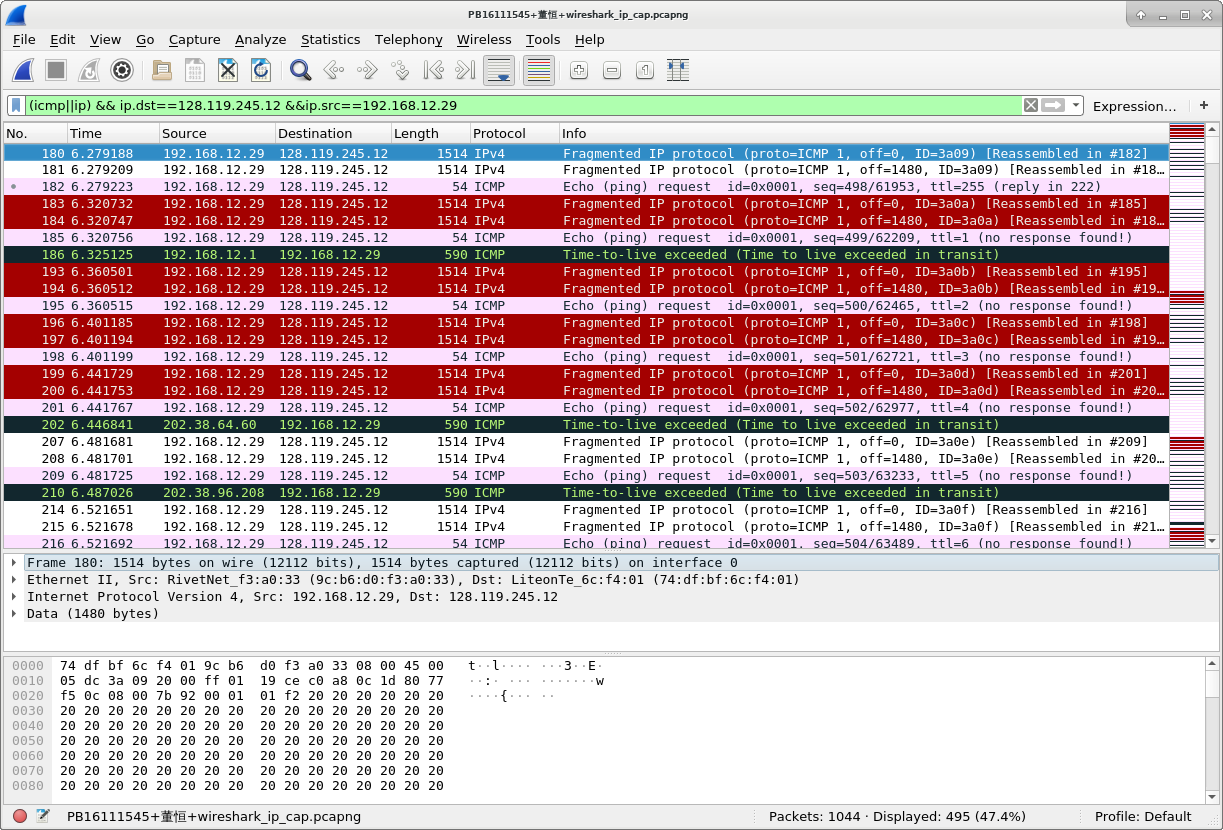 PB16111545+董恒+wireshark_ip_cap.pcapng
File Edit View Go Capture Analyze Statistics Telephony Wireless Tools Help
(icmp||ip) && ip.dst==128.119.245.12 &&ip.src==192.168.12.29 Expression… +
No. Time Source Destination Length Protocol Info
180 6.279188 192.168.12.29 128.119.245.12 1514 IPv4 Fragmented IP protocol (proto=ICMP 1, off=0, ID=3a09) [Reassembled in #182]
181 6.279209 192.168.12.29 128.119.245.12 1514 IPv4 Fragmented IP protocol (proto=ICMP 1, off=1480, ID=3a09) [Reassembled in #18…
182 6.279223 192.168.12.29 128.119.245.12 54 ICMP Echo (ping) request id=0x0001, seq=498/61953, ttl=255 (reply in 222)
183 6.320732 192.168.12.29 128.119.245.12 1514 IPv4 Fragmented IP protocol (proto=ICMP 1, off=0, ID=3a0a) [Reassembled in #185]
184 6.320747 192.168.12.29 128.119.245.12 1514 IPv4 Fragmented IP protocol (proto=ICMP 1, off=1480, ID=3a0a) [Reassembled in #18…
185 6.320756 192.168.12.29 128.119.245.12 54 ICMP Echo (ping) request id=0x0001, seq=499/62209, ttl=1 (no response found!)
186 6.325125 192.168.12.1 192.168.12.29 590 ICMP Time-to-live exceeded (Time to live exceeded in transit)
193 6.360501 192.168.12.29 128.119.245.12 1514 IPv4 Fragmented IP protocol (proto=ICMP 1, off=0, ID=3a0b) [Reassembled in #195]
194 6.360512 192.168.12.29 128.119.245.12 1514 IPv4 Fragmented IP protocol (proto=ICMP 1, off=1480, ID=3a0b) [Reassembled in #19…
195 6.360515 192.168.12.29 128.119.245.12 54 ICMP Echo (ping) request id=0x0001, seq=500/62465, ttl=2 (no response found!)
196 6.401185 192.168.12.29 128.119.245.12 1514 IPv4 Fragmented IP protocol (proto=ICMP 1, off=0, ID=3a0c) [Reassembled in #198]
197 6.401194 192.168.12.29 128.119.245.12 1514 IPv4 Fragmented IP protocol (proto=ICMP 1, off=1480, ID=3a0c) [Reassembled in #19…
198 6.401199 192.168.12.29 128.119.245.12 54 ICMP Echo (ping) request id=0x0001, seq=501/62721, ttl=3 (no response found!)
199 6.441729 192.168.12.29 128.119.245.12 1514 IPv4 Fragmented IP protocol (proto=ICMP 1, off=0, ID=3a0d) [Reassembled in #201]
200 6.441753 192.168.12.29 128.119.245.12 1514 IPv4 Fragmented IP protocol (proto=ICMP 1, off=1480, ID=3a0d) [Reassembled in #20…
201 6.441767 192.168.12.29 128.119.245.12 54 ICMP Echo (ping) request id=0x0001, seq=502/62977, ttl=4 (no response found!)
202 6.446841 202.38.64.60 192.168.12.29 590 ICMP Time-to-live exceeded (Time to live exceeded in transit)
207 6.481681 192.168.12.29 128.119.245.12 1514 IPv4 Fragmented IP protocol (proto=ICMP 1, off=0, ID=3a0e) [Reassembled in #209]
208 6.481701 192.168.12.29 128.119.245.12 1514 IPv4 Fragmented IP protocol (proto=ICMP 1, off=1480, ID=3a0e) [Reassembled in #20…
209 6.481725 192.168.12.29 128.119.245.12 54 ICMP Echo (ping) request id=0x0001, seq=503/63233, ttl=5 (no response found!)
210 6.487026 202.38.96.208 192.168.12.29 590 ICMP Time-to-live exceeded (Time to live exceeded in transit)
214 6.521651 192.168.12.29 128.119.245.12 1514 IPv4 Fragmented IP protocol (proto=ICMP 1, off=0, ID=3a0f) [Reassembled in #216]
215 6.521678 192.168.12.29 128.119.245.12 1514 IPv4 Fragmented IP protocol (proto=ICMP 1, off=1480, ID=3a0f) [Reassembled in #21…
216 6.521692 192.168.12.29 128.119.245.12 54 ICMP Echo (ping) request id=0x0001, seq=504/63489, ttl=6 (no response found!)
Frame 180: 1514 bytes on wire (12112 bits), 1514 bytes captured (12112 bits) on interface 0
Ethernet II, Src: RivetNet_f3:a0:33 (9c:b6:d0:f3:a0:33), Dst: LiteonTe_6c:f4:01 (74:df:bf:6c:f4:01)
Internet Protocol Version 4, Src: 192.168.12.29, Dst: 128.119.245.12
Data (1480 bytes)
0000 74 df bf 6c f4 01 9c b6 d0 f3 a0 33 08 00 45 00 t··l···· ···3··E·
0010 05 dc 3a 09 20 00 ff 01 19 ce c0 a8 0c 1d 80 77 ··:· ··· ·······w
0020 f5 0c 08 00 7b 92 00 01 01 f2 20 20 20 20 20 20 ····{··· ··
0030 20 20 20 20 20 20 20 20 20 20 20 20 20 20 20 20
0040 20 20 20 20 20 20 20 20 20 20 20 20 20 20 20 20
0050 20 20 20 20 20 20 20 20 20 20 20 20 20 20 20 20
0060 20 20 20 20 20 20 20 20 20 20 20 20 20 20 20 20
0070 20 20 20 20 20 20 20 20 20 20 20 20 20 20 20 20
0080 20 20 20 20 20 20 20 20 20 20 20 20 20 20 20 20
PB16111545+董恒+wireshark_ip_cap.pcapng Packets: 1044 · Displayed: 495 (47.4%) Profile: Default